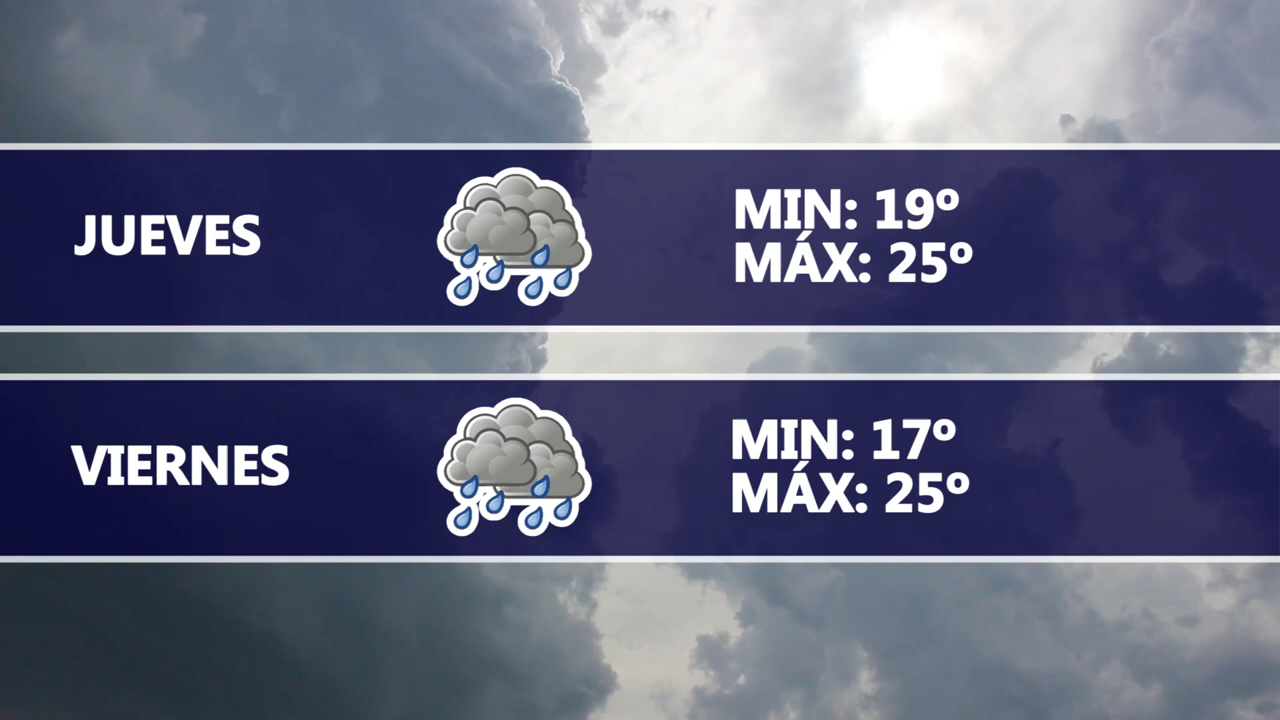 JUEVES
MIN: 19º
MÁX: 25º
VIERNES
MIN: 17º
MÁX: 25º